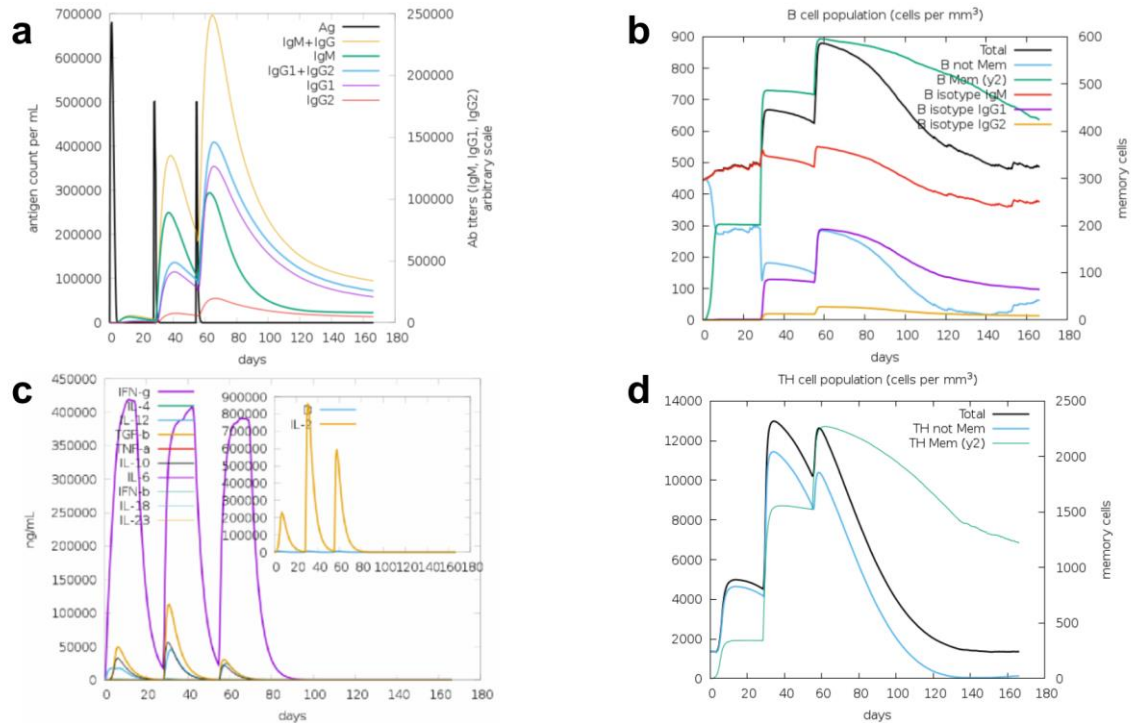 a
700000
600000
500000
400000
300000
200000
100000
0
antigen count per mL
Ag
IgM+IgG
IgM
IgG1+IgG2
IgG1
IgG2
250000
200000
150000
100000
50000
0
Ab titers (IgM, IgG1, IgG2)
arbitrary scale
0 20 40 60 80 100 120 140 160 180
days
b
B cell population (cells per mm³)
900
800
700
600
500
400
300
200
100
0
Total
B not Mem
B Mem (y2)
B isotype IgM
B isotype IgG1
B isotype IgG2
600
500
400
300
200
100
0
memory cells
0 20 40 60 80 100 120 140 160 180
days
c
450000
400000
350000
300000
250000
200000
150000
100000
50000
0
ng/mL
IFN-g
IL-4
IL-12
TGF-b
TNF-a
IL-10
IL-6
IFN-b
IL-18
IL-23
900000
800000
700000
600000
500000
400000
300000
200000
100000
0
D
IL-2
0 20 40 60 80 100120 140 160180
0 20 40 60 80 100 120 140 160 180
days
d
TH cell population (cells per mm³)
14000
12000
10000
8000
6000
4000
2000
0
Total
TH not Mem
TH Mem (y2)
2500
2000
1500
1000
500
0
memory cells
0 20 40 60 80 100 120 140 160 180
days